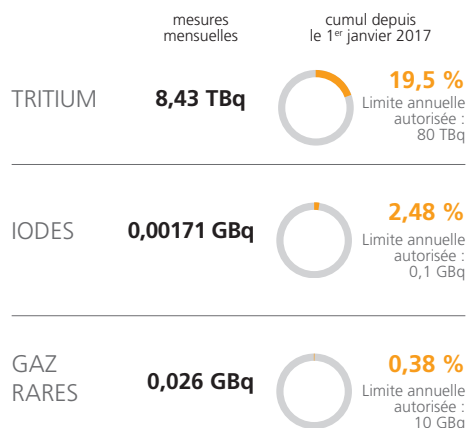 mesures
mensuelles
cumul depuis
le 1er janvier 2017
TRITIUM
8,43 TBq
19,5 %
Limite annuelle
autorisée :
80 TBq
IODES
0,00171 GBq
2,48 %
Limite annuelle
autorisée :
0,1 GBq
GAZ
RARES
0,026 GBq
0,38 %
Limite annuelle
autorisée :
10 GBq